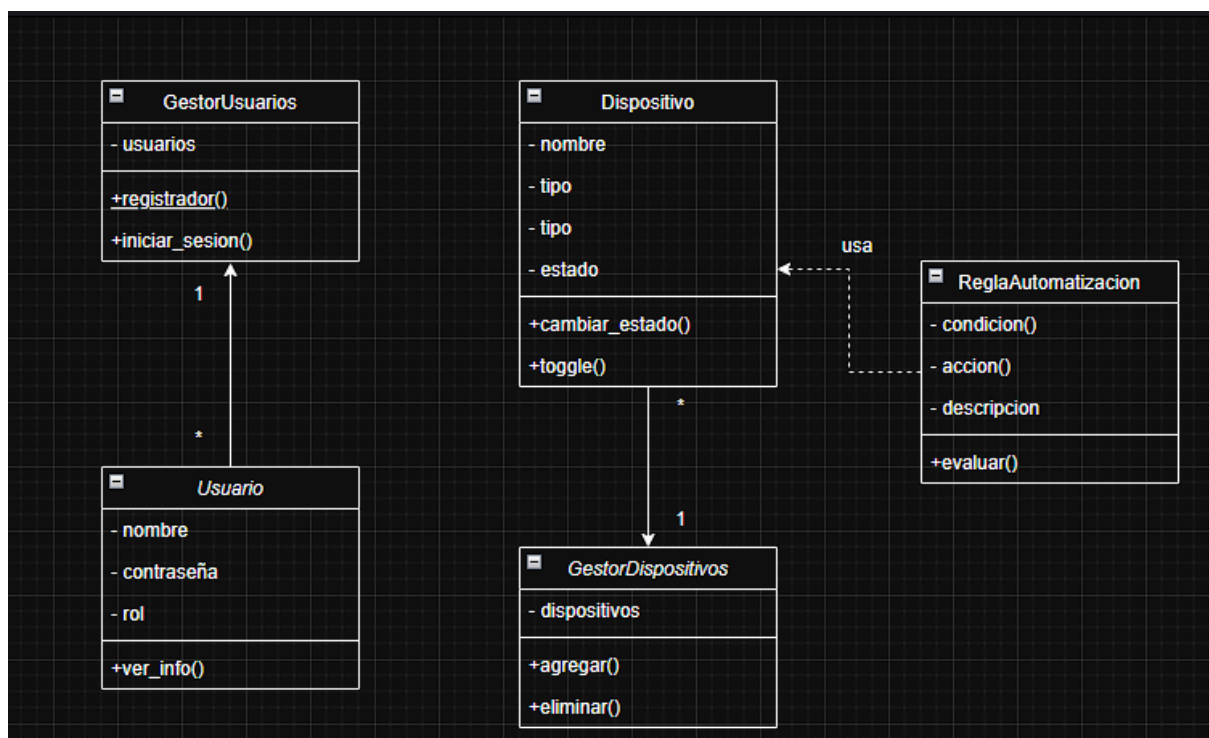 GestorUsuarios
- usuarios
+registrador()
+iniciar_sesion()
1
*
Usuario
- nombre
- contraseña
- rol
+ver_info()
Dispositivo
- nombre
- tipo
- tipo
- estado
+cambiar_estado()
+toggle()
*
1
GestorDispositivos
- dispositivos
+agregar()
+eliminar()
usa
ReglaAutomatizacion
- condicion()
- accion()
- descripcion
+evaluar()